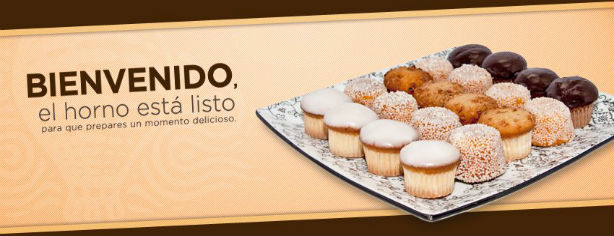 BIENVENIDO,
el horno está listo
para que prepares un momento delicioso.